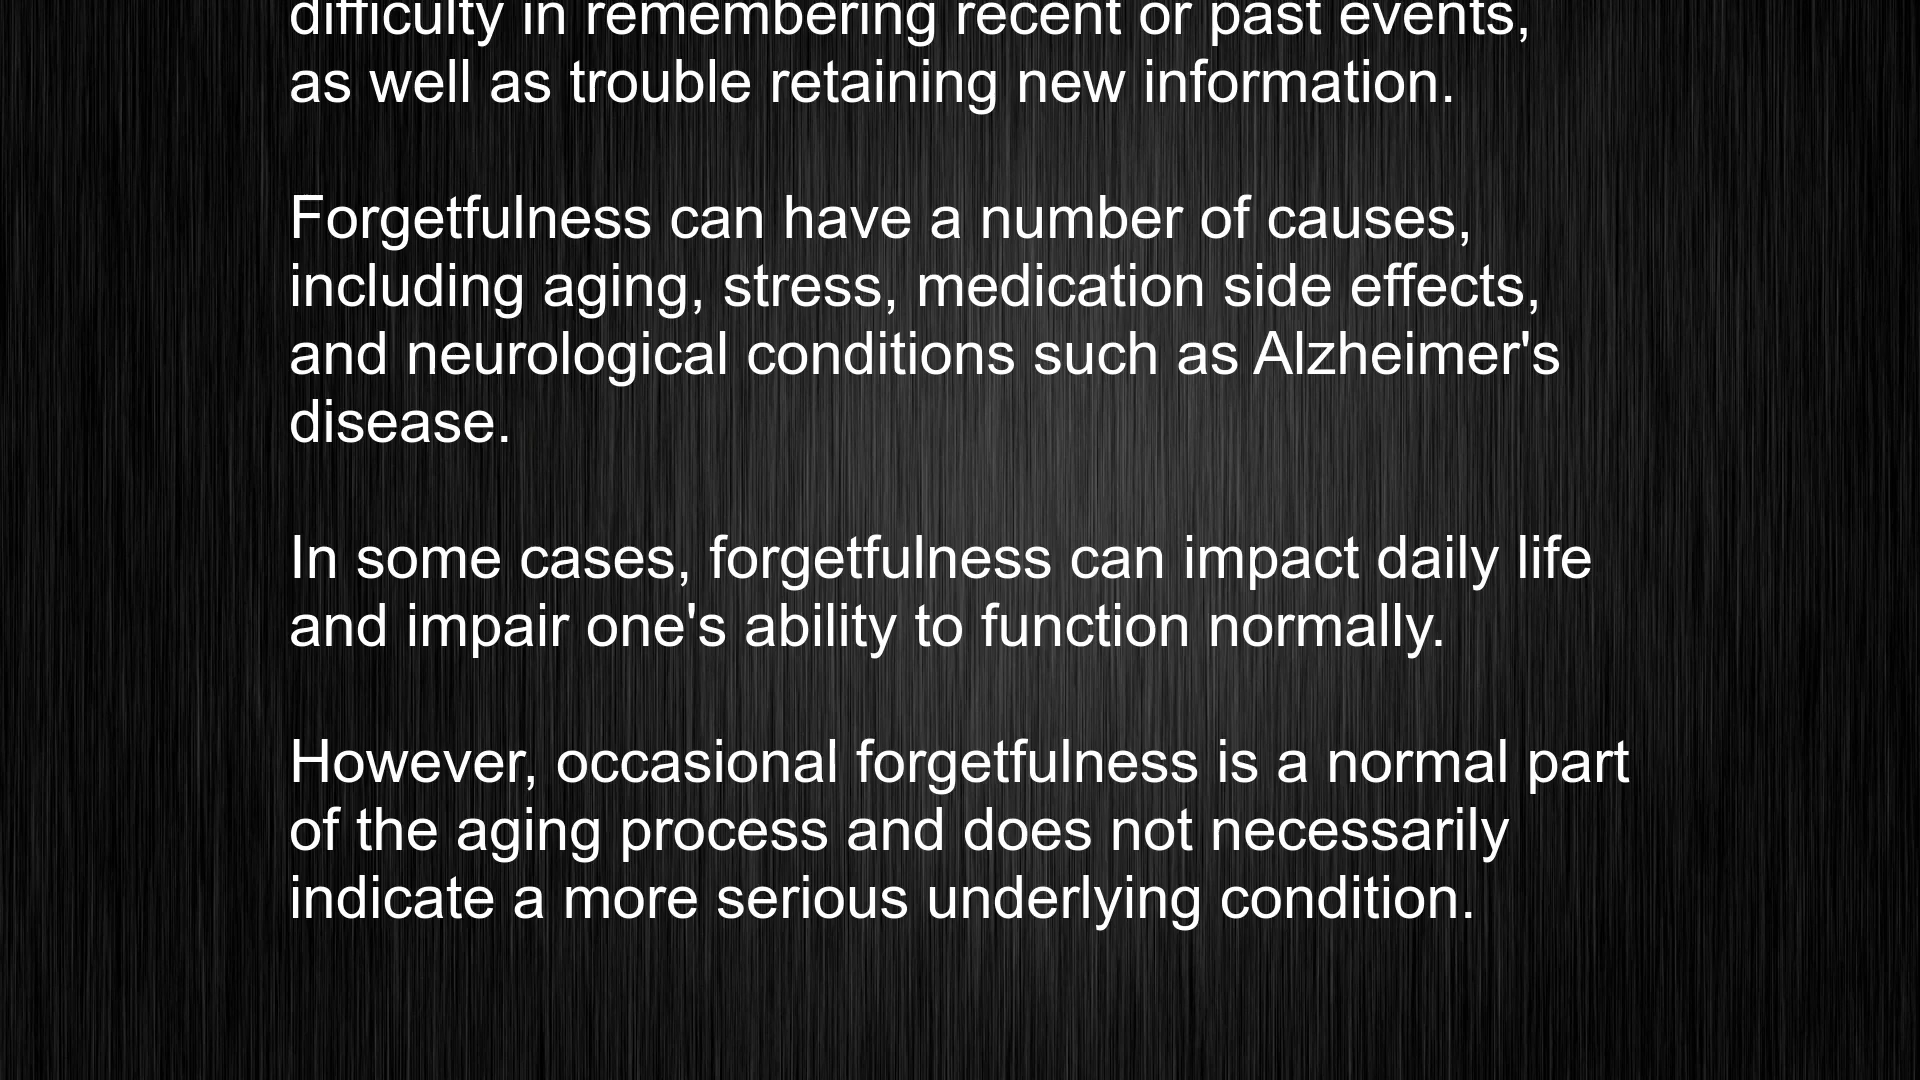 difficulty in remembering recent or past events,
as well as trouble retaining new information.
Forgetfulness can have a number of causes,
including aging, stress, medication side effects,
and neurological conditions such as Alzheimer's
disease.
In some cases, forgetfulness can impact daily life
and impair one's ability to function normally.
However, occasional forgetfulness is a normal part
of the aging process and does not necessarily
indicate a more serious underlying condition.